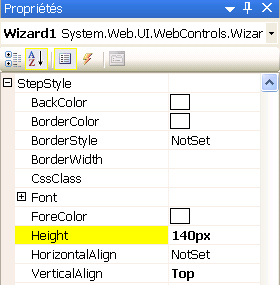 Propriétés
Wizard1 System.Web.UI.WebControls.Wizar
StepStyle
BackColor
BorderColor
BorderStyle NotSet
BorderWidth
CssClass
Font
ForeColor
Height 140px
HorizontalAlign NotSet
VerticalAlign Top